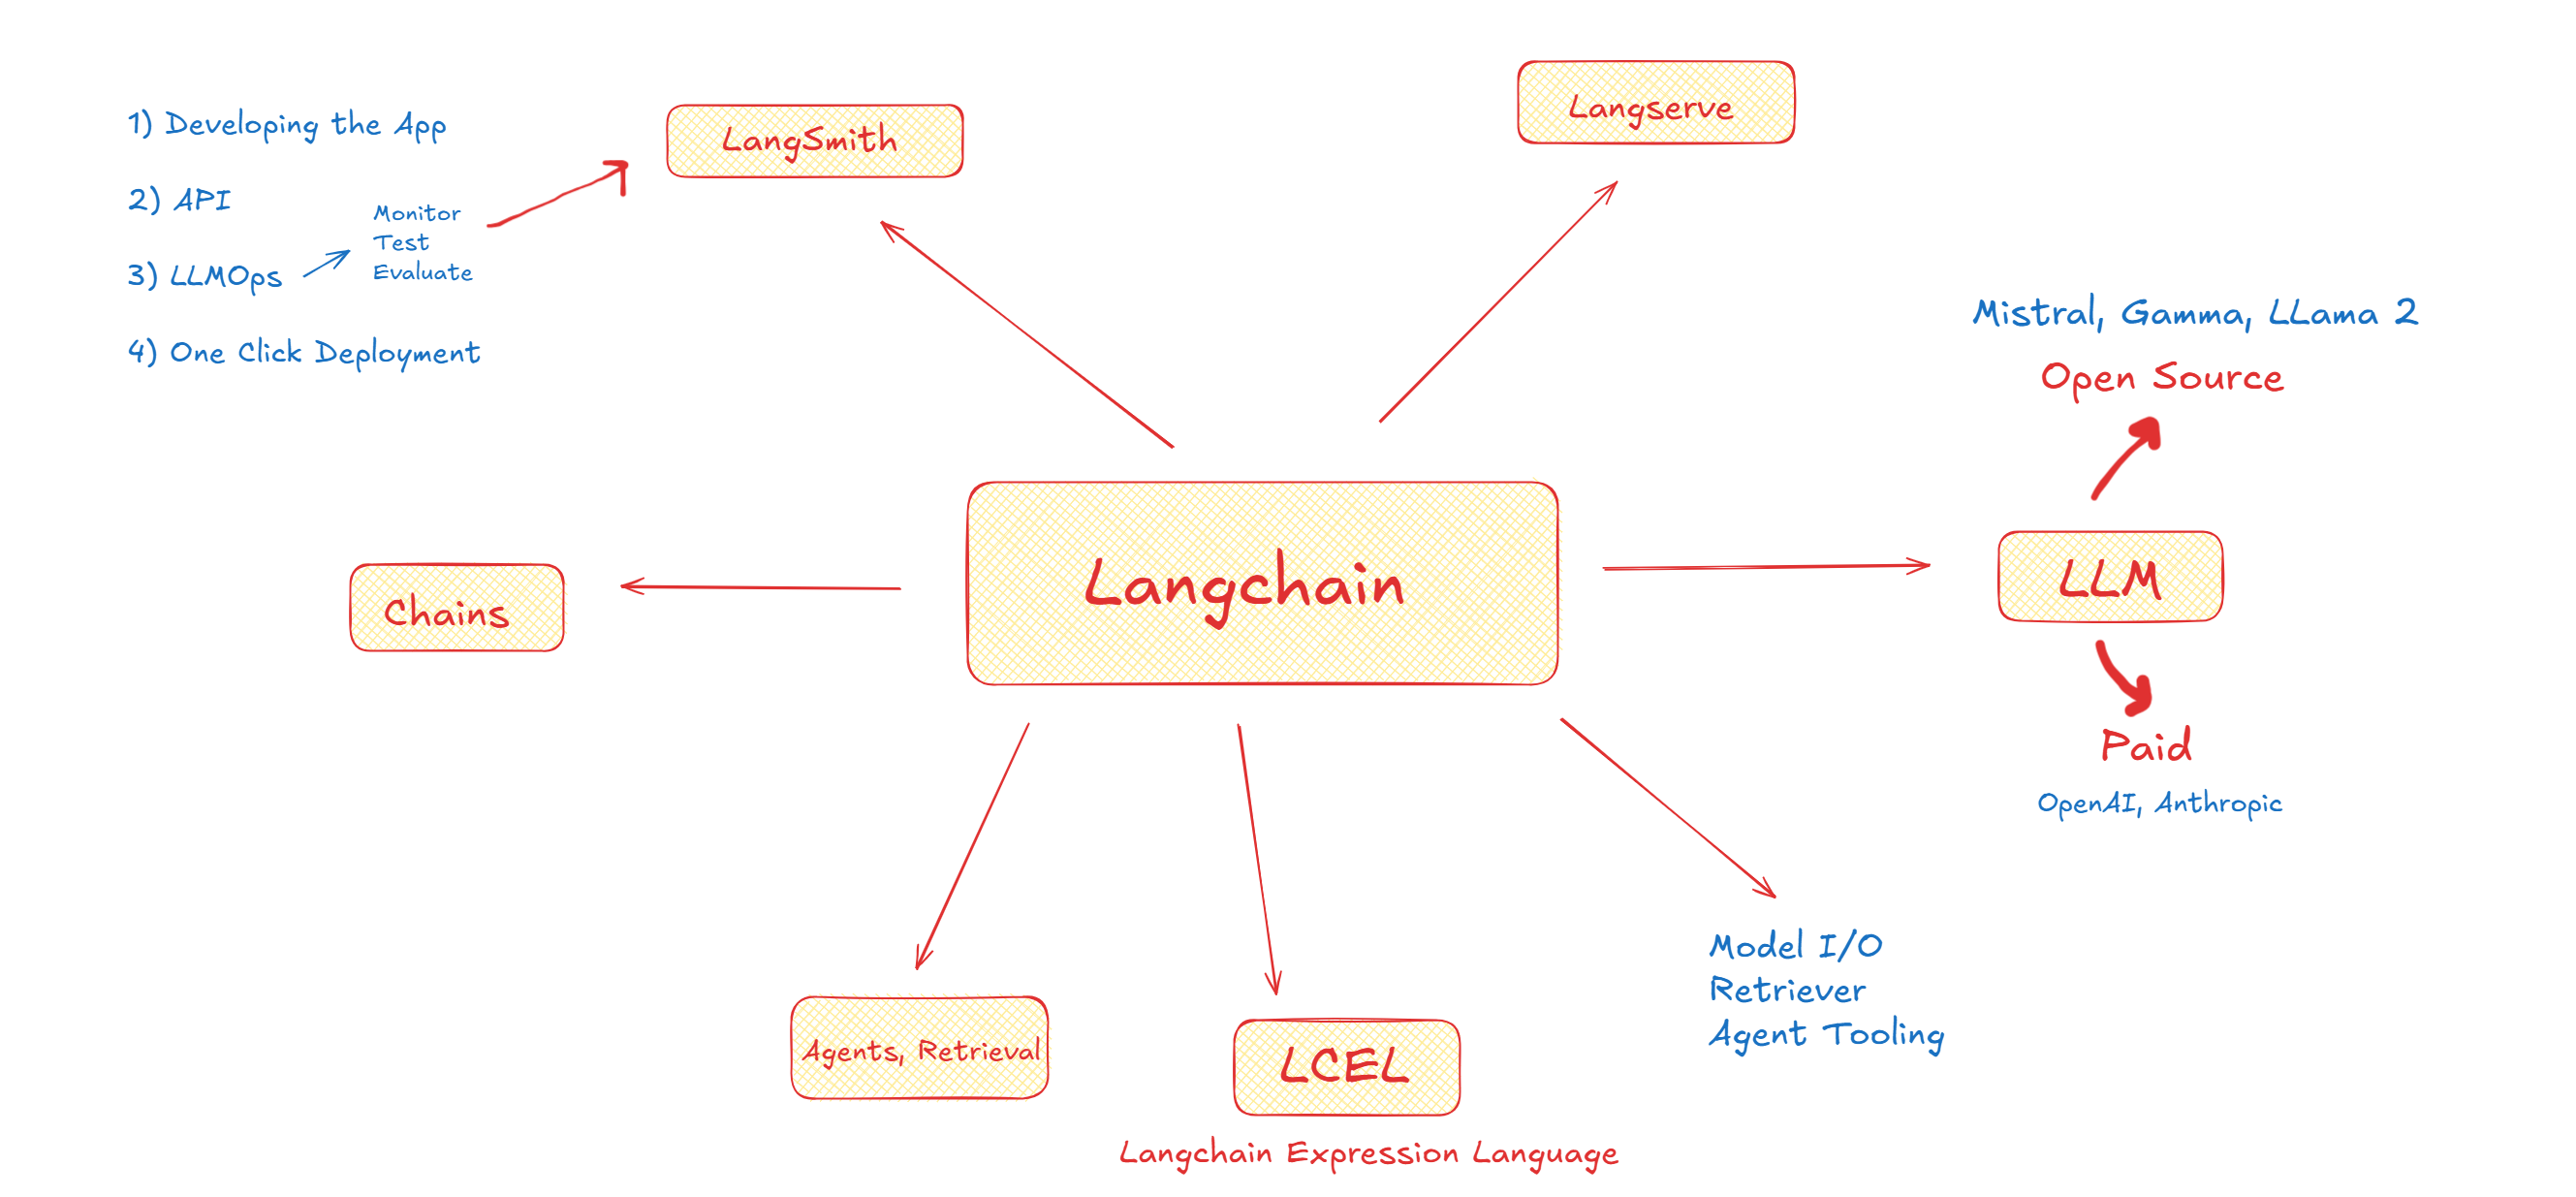 1) Developing the App
2) API
3) LLMOps
Monitor
Test
Evaluate
4) One Click Deployment
LangSmith
Langserve
Mistral, Gamma, LLama 2
Open Source
LLM
Paid
OpenAI, Anthropic
Langchain
Chains
Agents, Retrieval
LCEL
Langchain Expression Language
Model I/O
Retriever
Agent Tooling